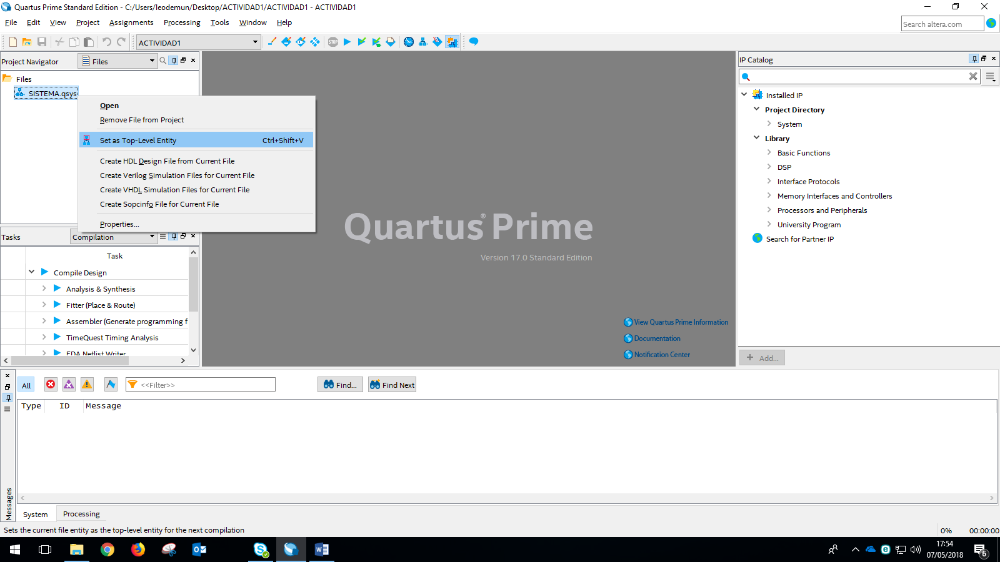 Quartus Prime Standard Edition - C:/Users/leodemun/Desktop/ACTIVIDAD1/ACTIVIDAD1 - ACTIVIDAD1
File Edit View Project Assignments Processing Tools Window Help
Search altera.com
ACTIVIDAD1
STOP
Project Navigator
Files
IP Catalog
Files
SISTEMA.qsys
Open
Remove File from Project
Set as Top-Level Entity Ctrl+Shift+V
Create HDL Design File from Current File
Create Verilog Simulation Files for Current File
Create VHDL Simulation Files for Current File
Create Sopcinfo File for Current File
Properties...
Installed IP
Project Directory
System
Library
Basic Functions
DSP
Interface Protocols
Memory Interfaces and Controllers
Processors and Peripherals
University Program
Search for Partner IP
Quartus® Prime
Version 17.0 Standard Edition
View Quartus Prime Information
Documentation
Notification Center
Tasks
Compilation
Task
Compile Design
Analysis & Synthesis
Fitter (Place & Route)
Assembler (Generate programming f
TimeQuest Timing Analysis
EDA Netlist Writer
+ Add...
All
<<Filter>>
Find...
Find Next
Type ID Message
Messages
System
Processing
Sets the current file entity as the top-level entity for the next compilation
0% 00:00:00
17:54
07/05/2018
6